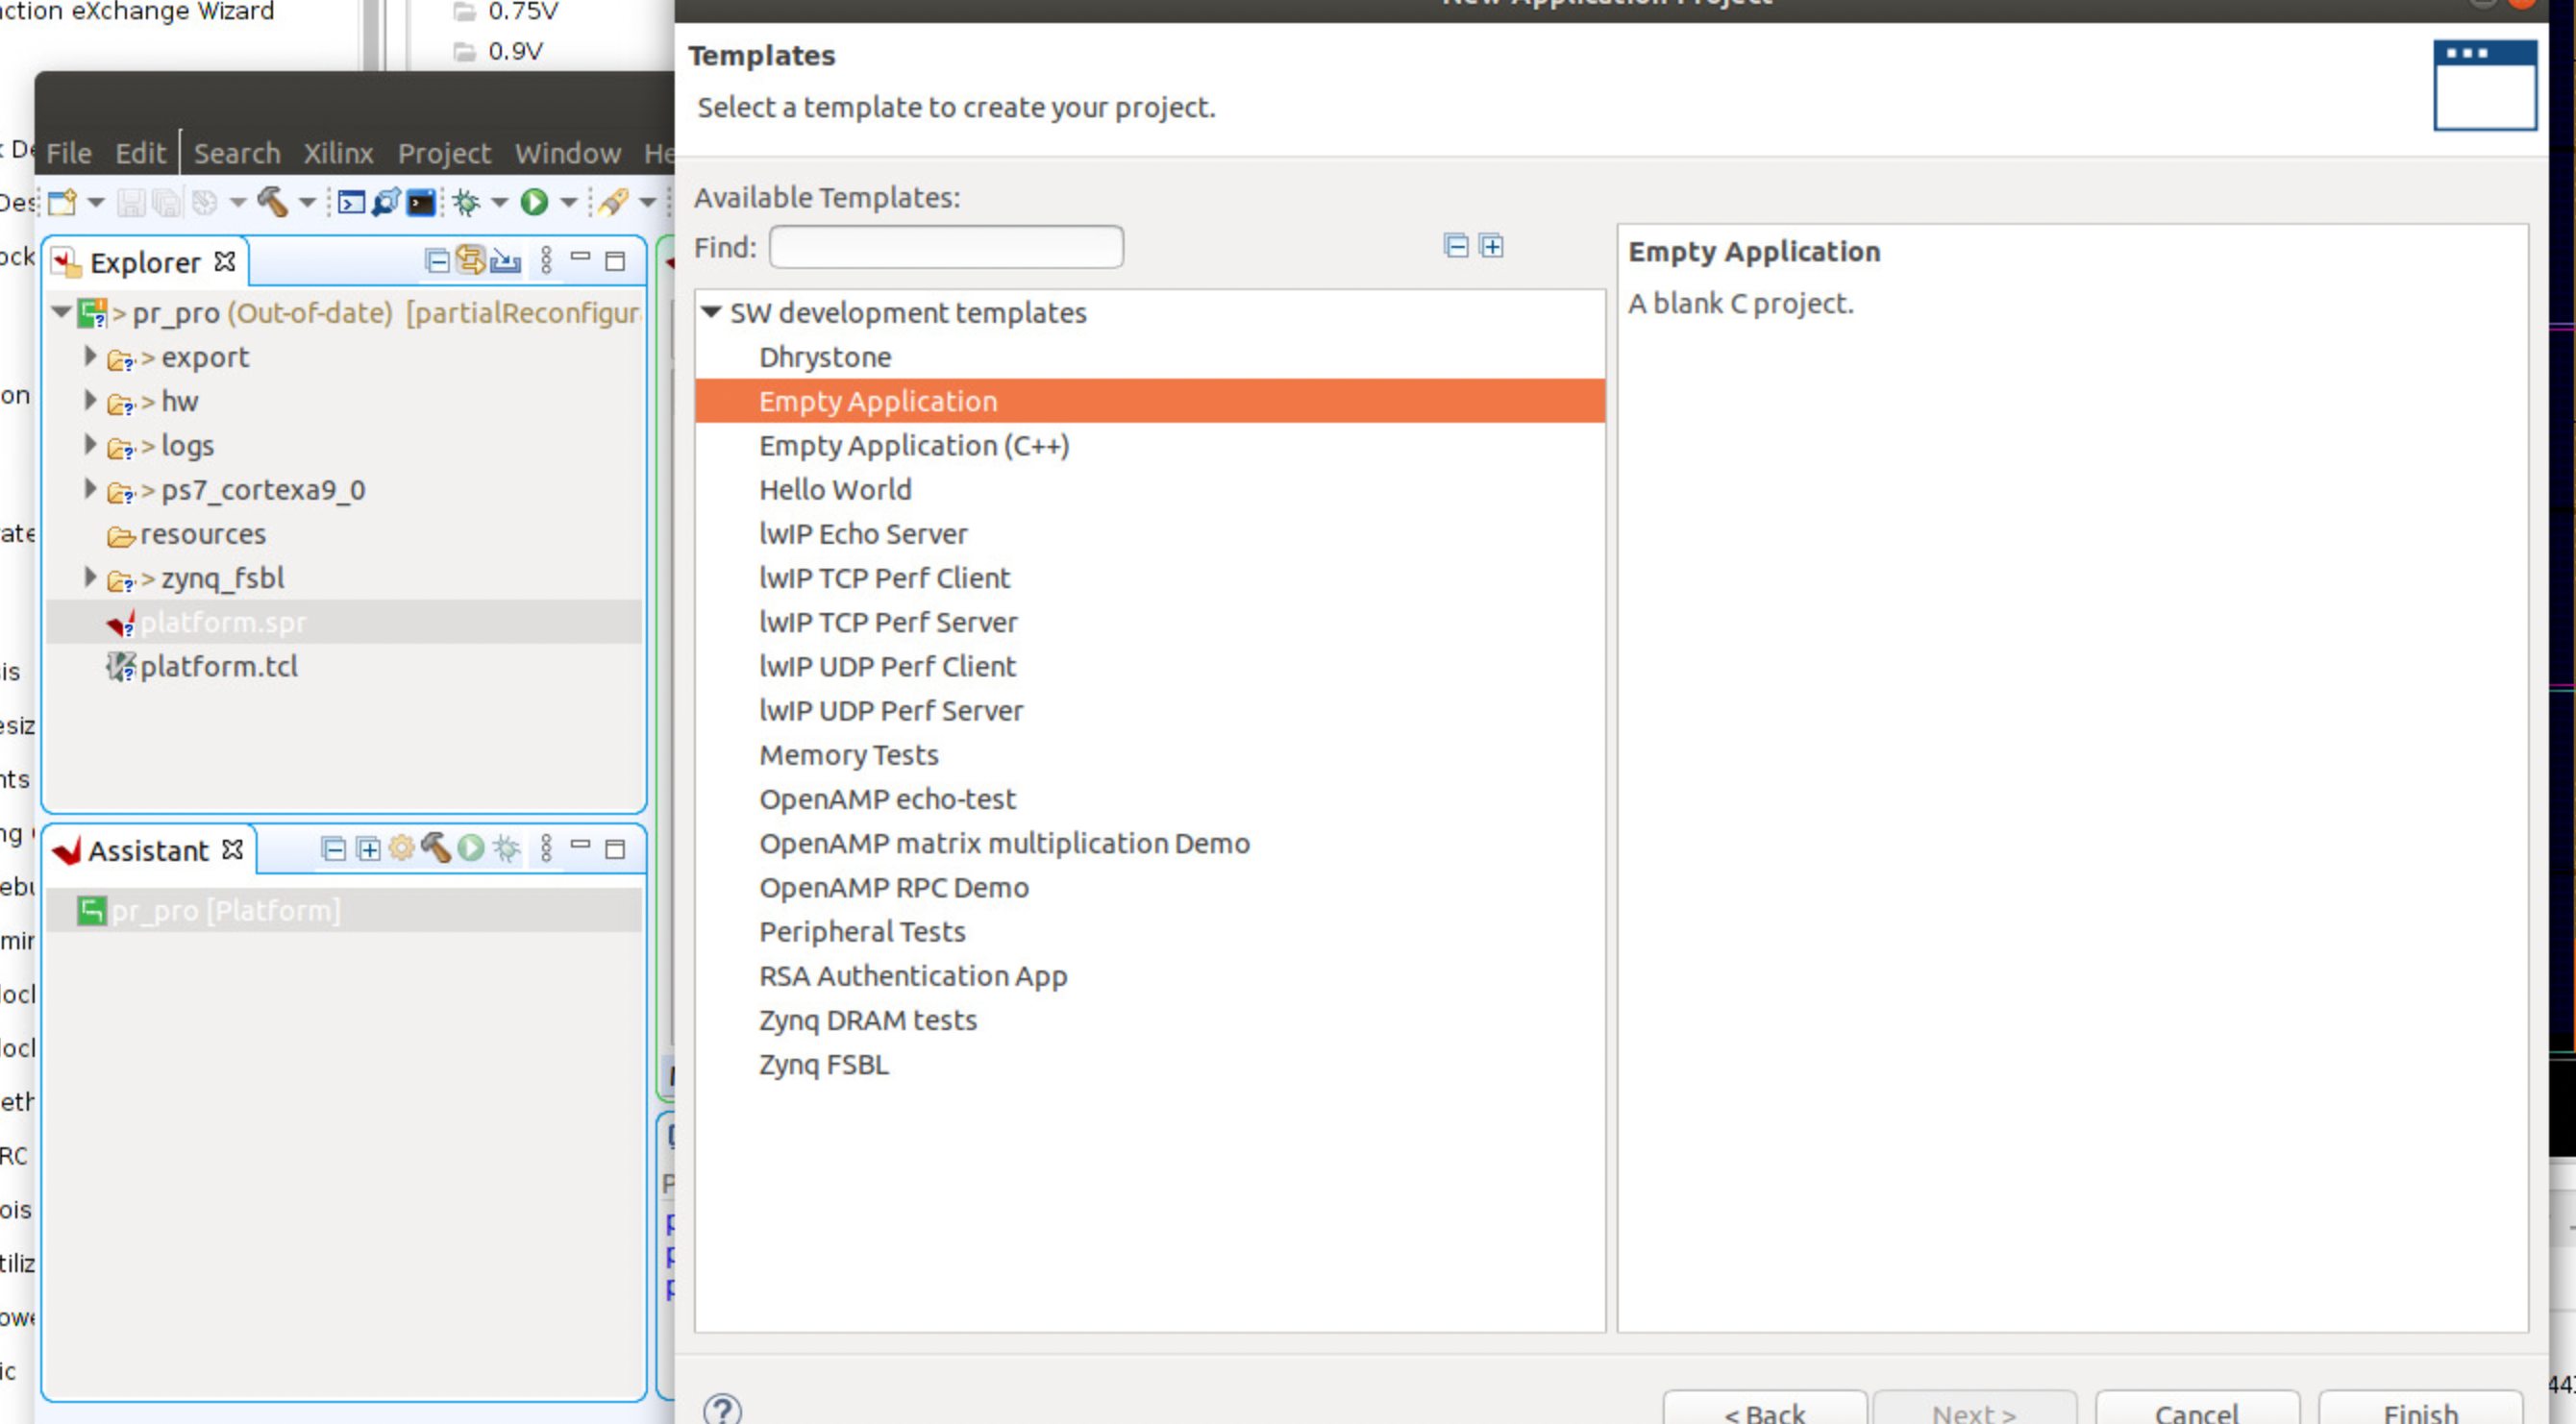 ction eXchange Wizard
0.75V
0.9V
File Edit Search Xilinx Project Window He
Explorer
> pr_pro (Out-of-date) [partialReconfigur
> export
> hw
> logs
> ps7_cortexa9_0
resources
> zynq_fsbl
platform.spr
platform.tcl
Assistant
pr_pro [Platform]
New Application Project
Templates
Select a template to create your project.
Available Templates:
Find:
SW development templates
Dhrystone
Empty Application
Empty Application (C++)
Hello World
lwIP Echo Server
lwIP TCP Perf Client
lwIP TCP Perf Server
lwIP UDP Perf Client
lwIP UDP Perf Server
Memory Tests
OpenAMP echo-test
OpenAMP matrix multiplication Demo
OpenAMP RPC Demo
Peripheral Tests
RSA Authentication App
Zynq DRAM tests
Zynq FSBL
Empty Application
A blank C project.
< Back
Next >
Cancel
Finish